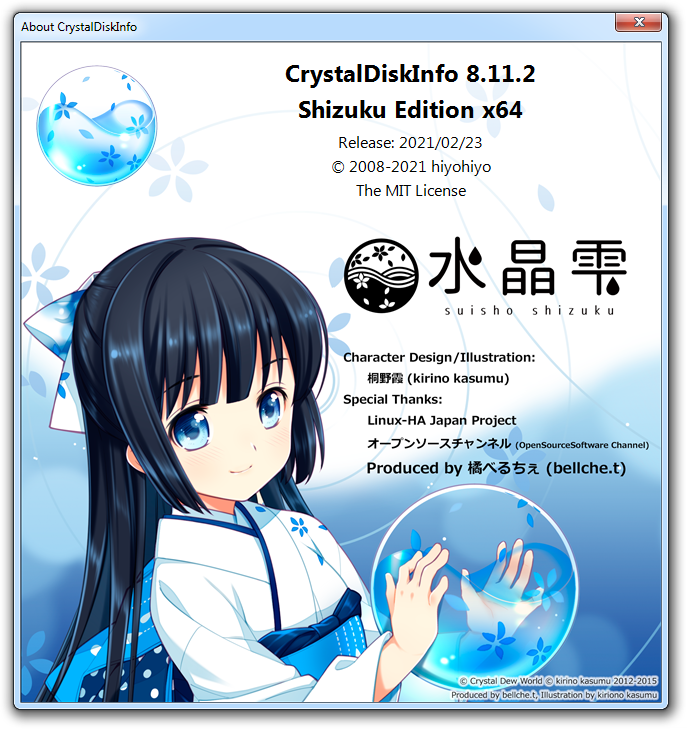 About CrystalDiskInfo
CrystalDiskInfo 8.11.2
Shizuku Edition x64
Release: 2021/02/23
© 2008-2021 hiyohiyo
The MIT License
水晶雫
suisho shizuku
Character Design/Illustration:
桐野霞 (kirino kasumu)
Special Thanks:
Linux-HA Japan Project
オープンソースチャンネル (OpenSourceSoftware Channel)
Produced by 橘べるちぇ (bellche.t)
© Crystal Dew World © kirino kasumu 2012-2015
Produced by bellche.t, Illustration by kiriono kasumu